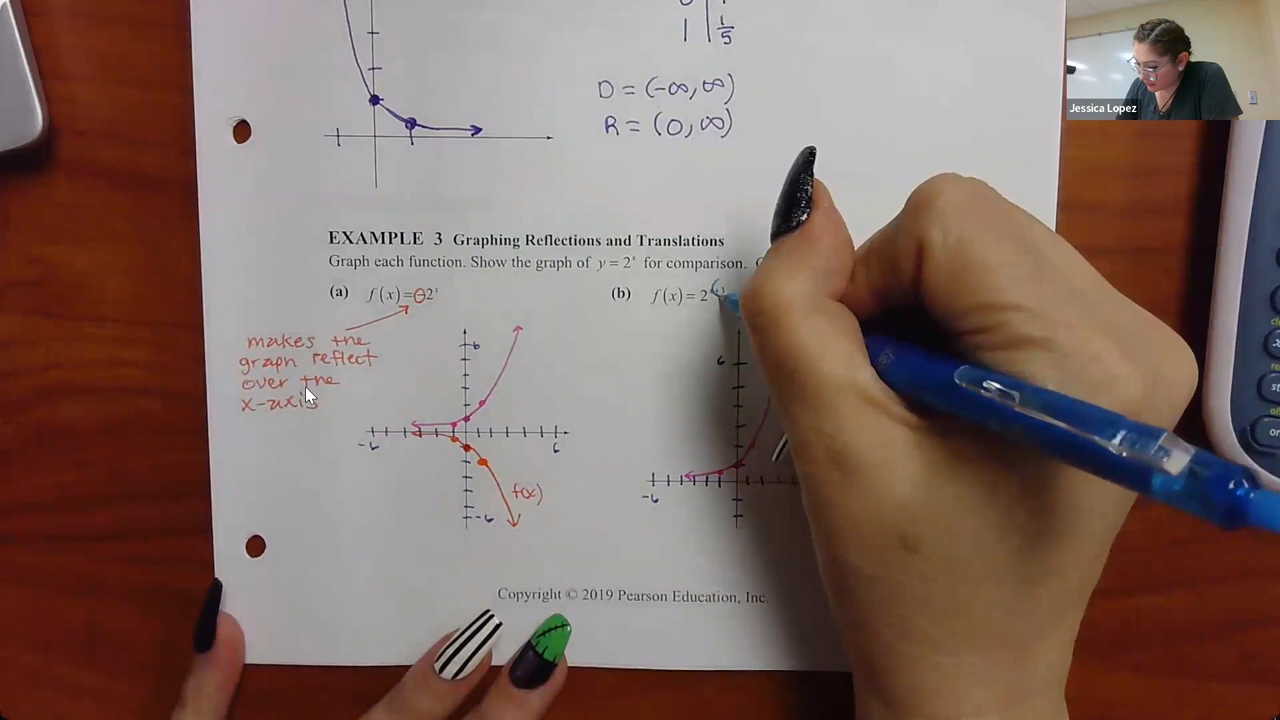 1 | 1/5
D = (-∞, ∞)
R = (0, ∞)
Jessica Lopez
EXAMPLE 3 Graphing Reflections and Translations
Graph each function. Show the graph of y = 2ˣ for comparison.
(a) f(x) = -2ˣ
(b) f(x) = 2
makes the
graph reflect
over the
x-axis
6
-6
6
f(x)
-6
6
-6
Copyright © 2019 Pearson Education, Inc.